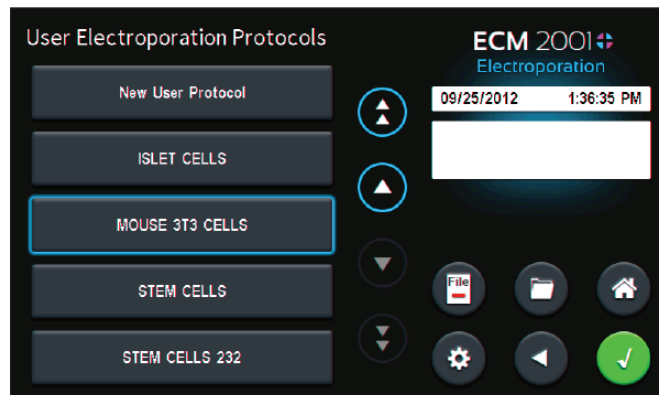 User Electroporation Protocols
New User Protocol
ISLET CELLS
MOUSE 3T3 CELLS
STEM CELLS
STEM CELLS 232
ECM 2001
Electroporation
09/25/2012 1:36:35 PM
File